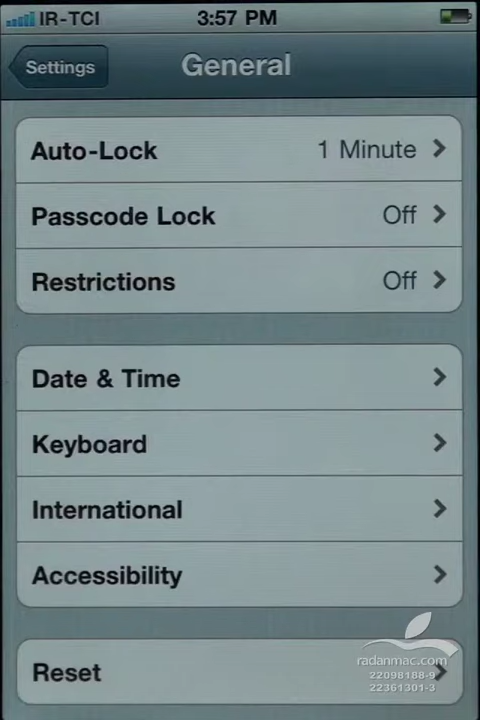 IR-TCI 3:57 PM
Settings General
Auto-Lock 1 Minute
Passcode Lock Off
Restrictions Off
Date & Time
Keyboard
International
Accessibility
Reset
radanmac.com
22098188-9
22361301-3